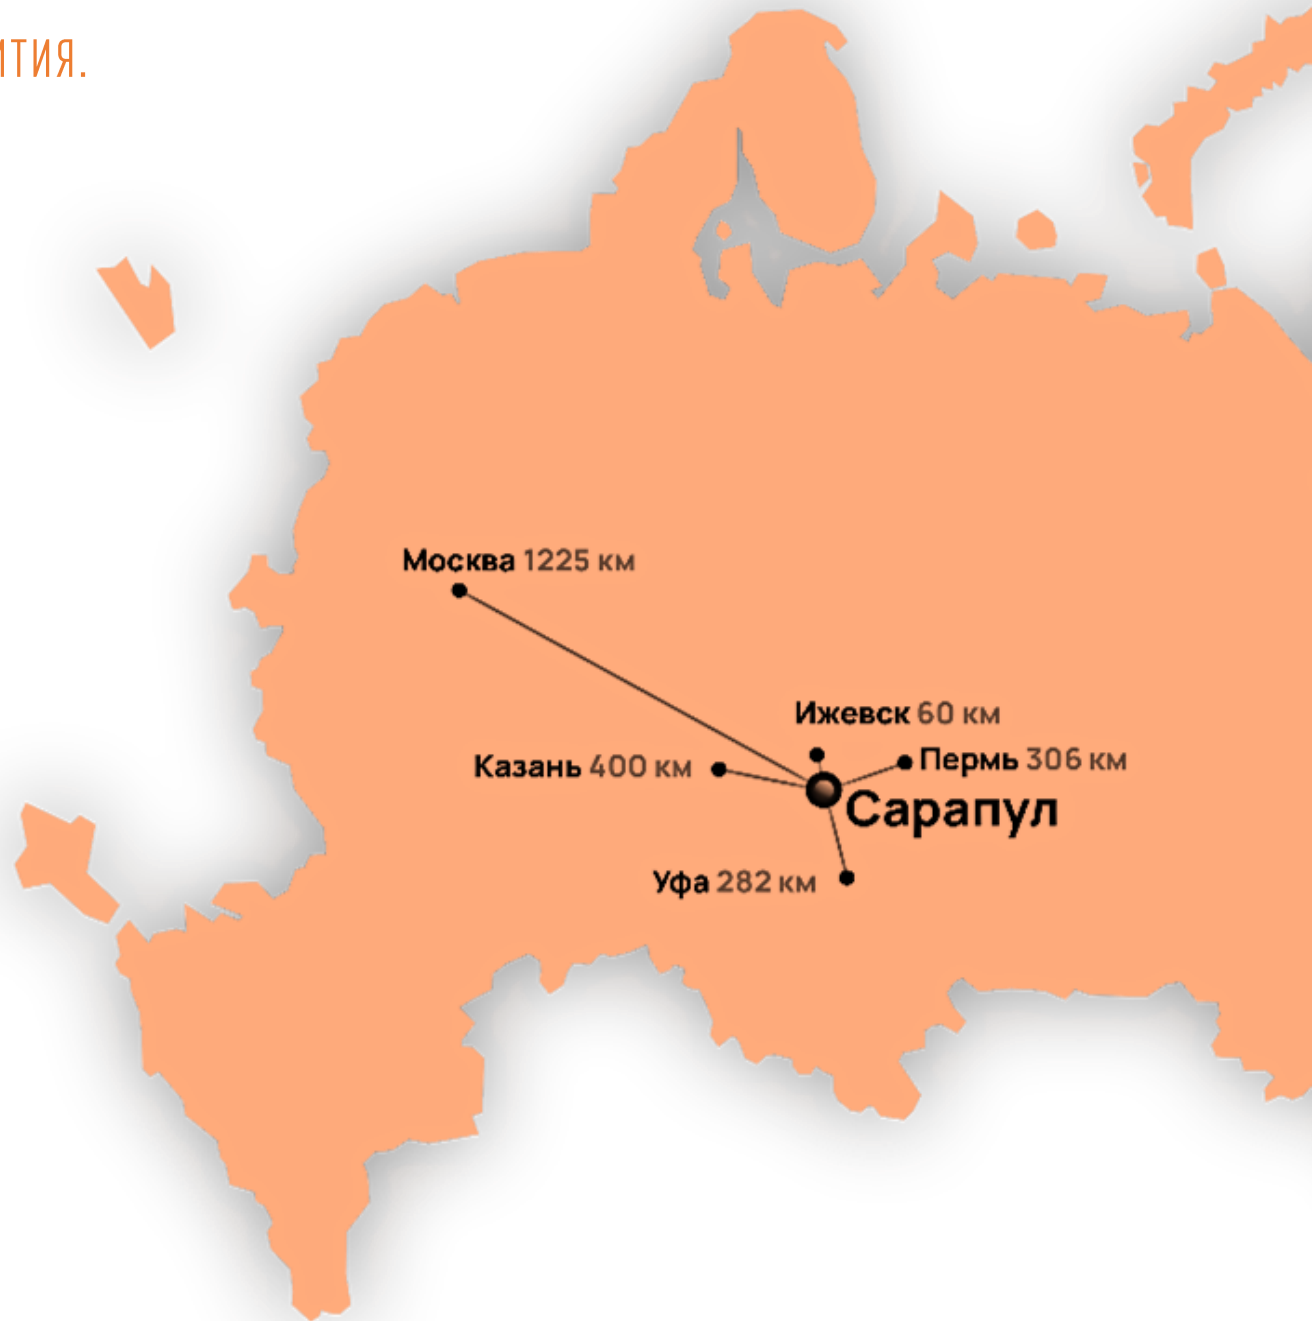 ития.
Москва 1225 км
Ижевск 60 км
Казань 400 км
Пермь 306 км
Сарапул
Уфа 282 км